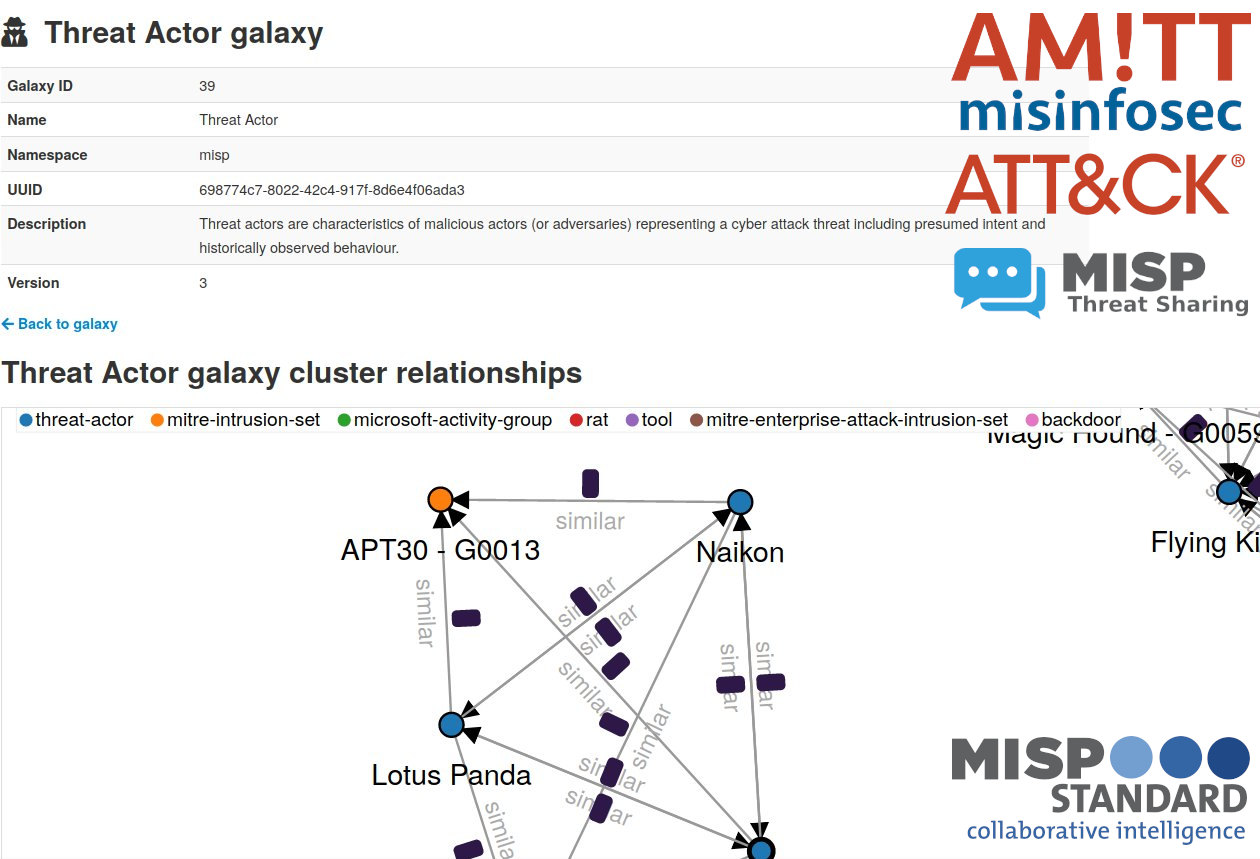 Threat Actor galaxy
Galaxy ID 39
Name Threat Actor
Namespace misp
UUID 698774c7-8022-42c4-917f-8d6e4f06ada3
Description Threat actors are characteristics of malicious actors (or adversaries) representing a cyber attack threat including presumed intent and
historically observed behaviour.
Version 3
Back to galaxy
AM!TT
misinfosec
ATT&CK®
MISP
Threat Sharing
Threat Actor galaxy cluster relationships
threat-actor mitre-intrusion-set microsoft-activity-group rat tool mitre-enterprise-attack-intrusion-set backdoor
Magic Hound - G0059
similar
similar
Flying Ki
similar
APT30 - G0013
Naikon
similar
similar
similar
similar
similar
similar
similar
Lotus Panda
similar
similar
similar
MISP
STANDARD
collaborative intelligence